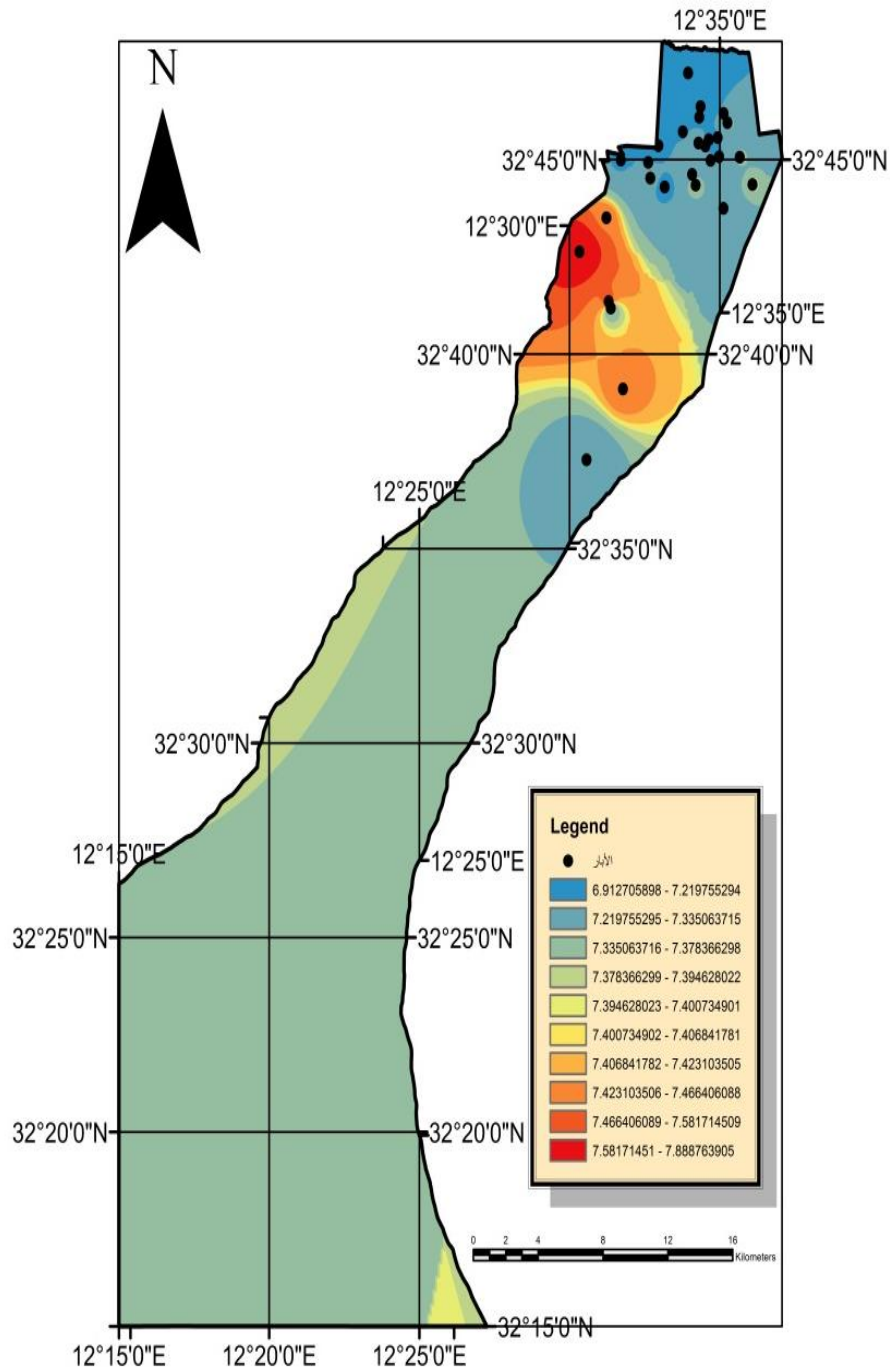 12°35'0"E
N
32°45'0"N
32°45'0"N
12°30'0"E
12°35'0"E
32°40'0"N
32°40'0"N
12°25'0"E
32°35'0"N
32°30'0"N
32°30'0"N
12°15'0"E
12°25'0"E
32°25'0"N
32°25'0"N
32°20'0"N
32°20'0"N
32°15'0"N
12°15'0"E
12°20'0"E
12°25'0"E
Legend
الآبار
6.912705898 - 7.219755294
7.219755295 - 7.335063715
7.335063716 - 7.378366298
7.378366299 - 7.394628022
7.394628023 - 7.400734901
7.400734902 - 7.406841781
7.406841782 - 7.423103505
7.423103506 - 7.466406088
7.466406089 - 7.581714509
7.58171451 - 7.888763905
0 2 4 8 12 16
Kilometers